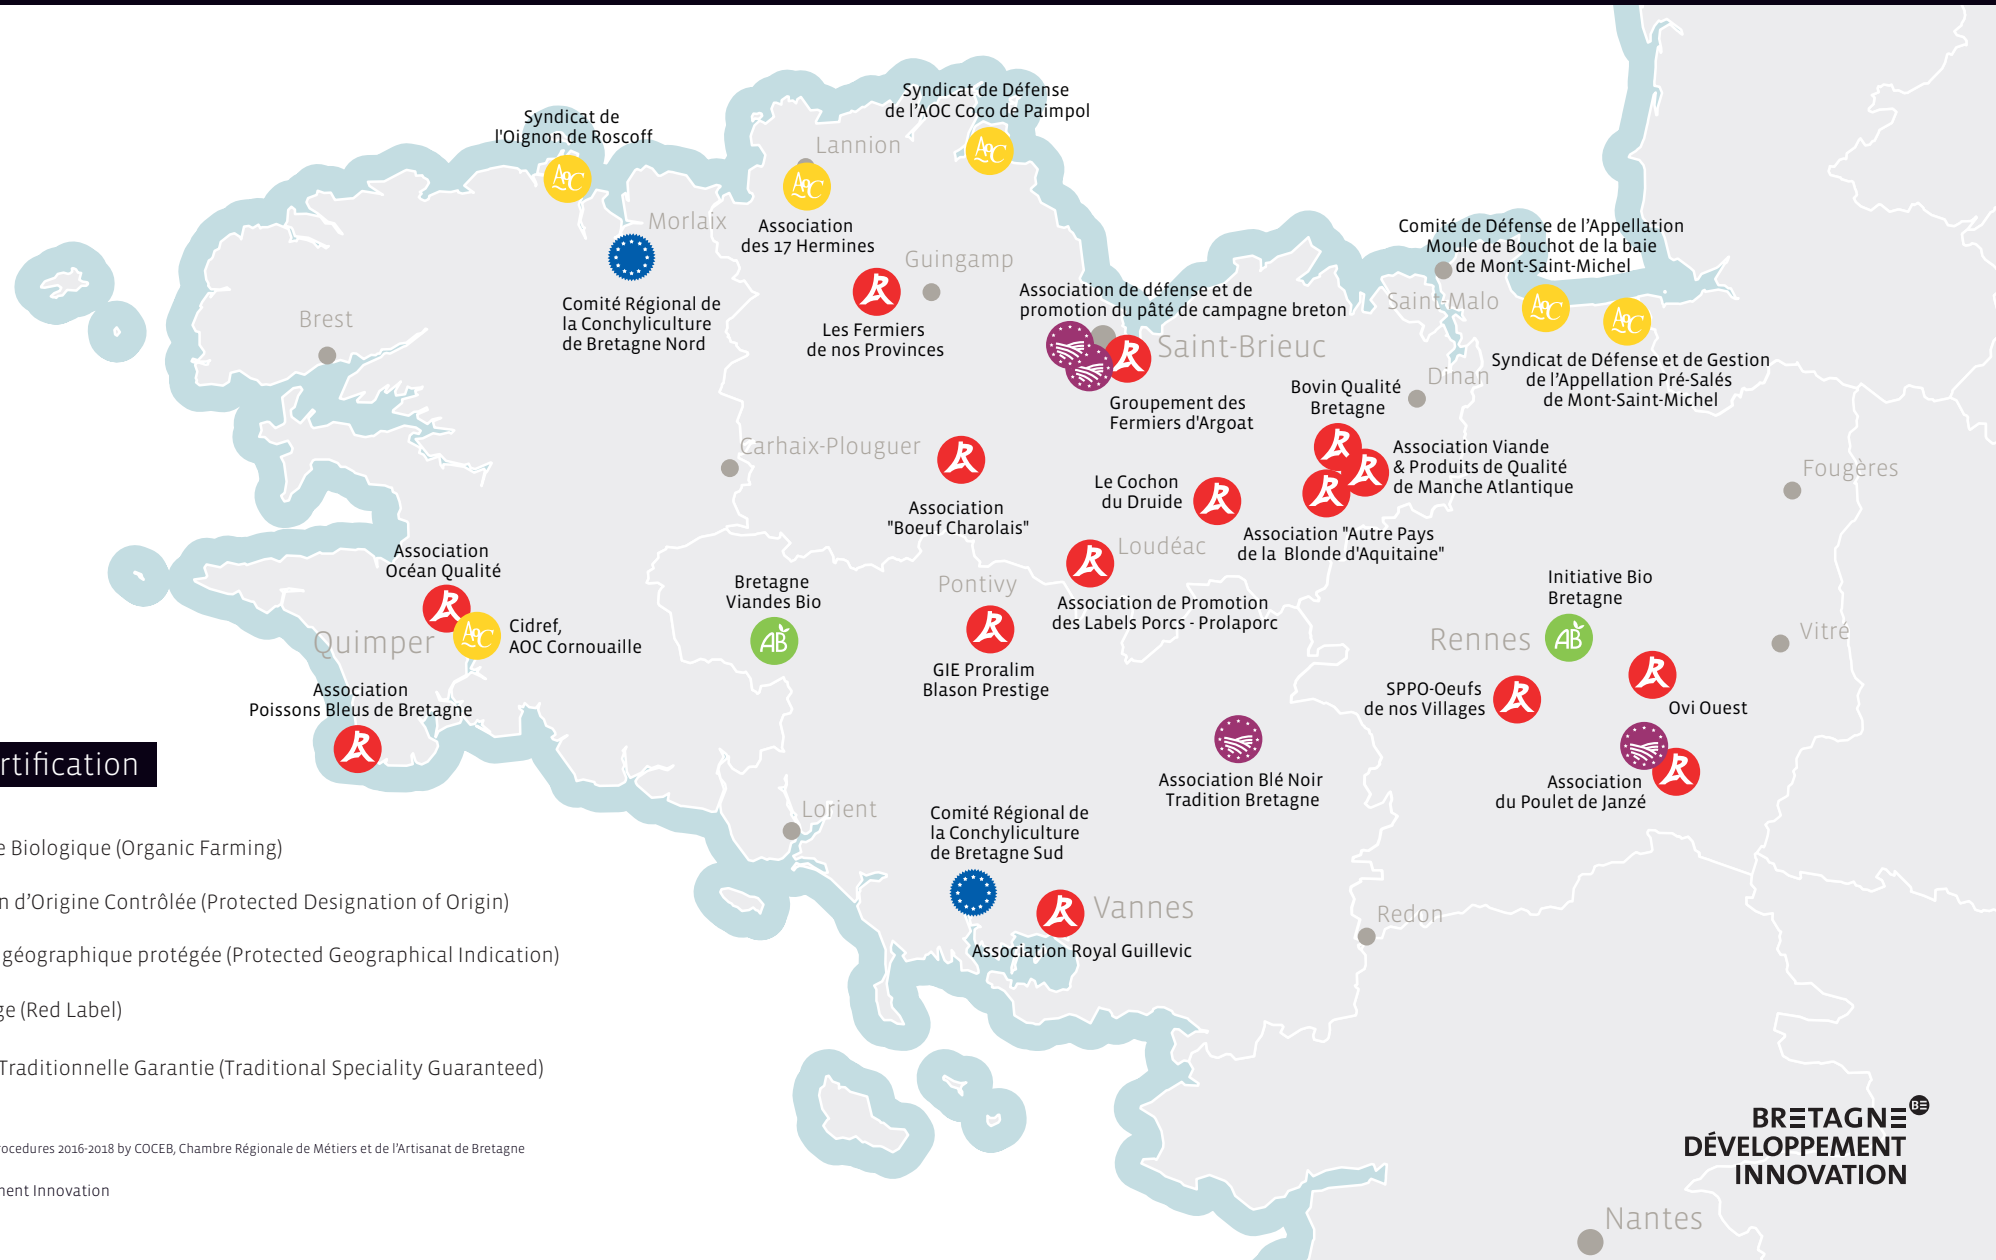 Syndicat de Défense
de l'AOC Coco de Paimpol
Syndicat de
l'Oignon de Roscoff
Lannion
Morlaix
Association
des 17 Hermines
Comité de Défense de l'Appellation
Moule de Bouchot de la baie
de Mont-Saint-Michel
Guingamp
Association de défense et de
promotion du pâté de campagne breton
Saint-Malo
Comité Régional de
la Conchyliculture
de Bretagne Nord
Brest
Les Fermiers
de nos Provinces
Saint-Brieuc
Syndicat de Défense et de Gestion
de l'Appellation Pré-Salés
de Mont-Saint-Michel
Dinan
Bovin Qualité
Bretagne
Groupement des
Fermiers d'Argoat
Carhaix-Plouguer
Association Viande
& Produits de Qualité
de Manche Atlantique
Fougères
Le Cochon
du Druide
Association
"Boeuf Charolais"
Association "Autre Pays
de la Blonde d'Aquitaine"
Loudéac
Association
Océan Qualité
Bretagne
Viandes Bio
Pontivy
Initiative Bio
Bretagne
Association de Promotion
des Labels Porcs - Prolaporc
Cidref,
AOC Cornouaille
Quimper
Rennes
Vitré
GIE Proralim
Blason Prestige
Association
Poissons Bleus de Bretagne
SPPO-Oeufs
de nos Villages
Ovi Ouest
Association Blé Noir
Tradition Bretagne
Association
du Poulet de Janzé
Lorient
Comité Régional de
la Conchyliculture
de Bretagne Sud
Vannes
Redon
Association Royal Guillevic
AOC
AOC
AOC
AOC
AOC
AOC
AB
AB
rtification
e Biologique (Organic Farming)
n d'Origine Contrôlée (Protected Designation of Origin)
géographique protégée (Protected Geographical Indication)
ge (Red Label)
Traditionnelle Garantie (Traditional Speciality Guaranteed)
rocedures 2016-2018 by COCEB, Chambre Régionale de Métiers et de l'Artisanat de Bretagne
ment Innovation
BRETAGNE BE
DÉVELOPPEMENT
INNOVATION
Nantes